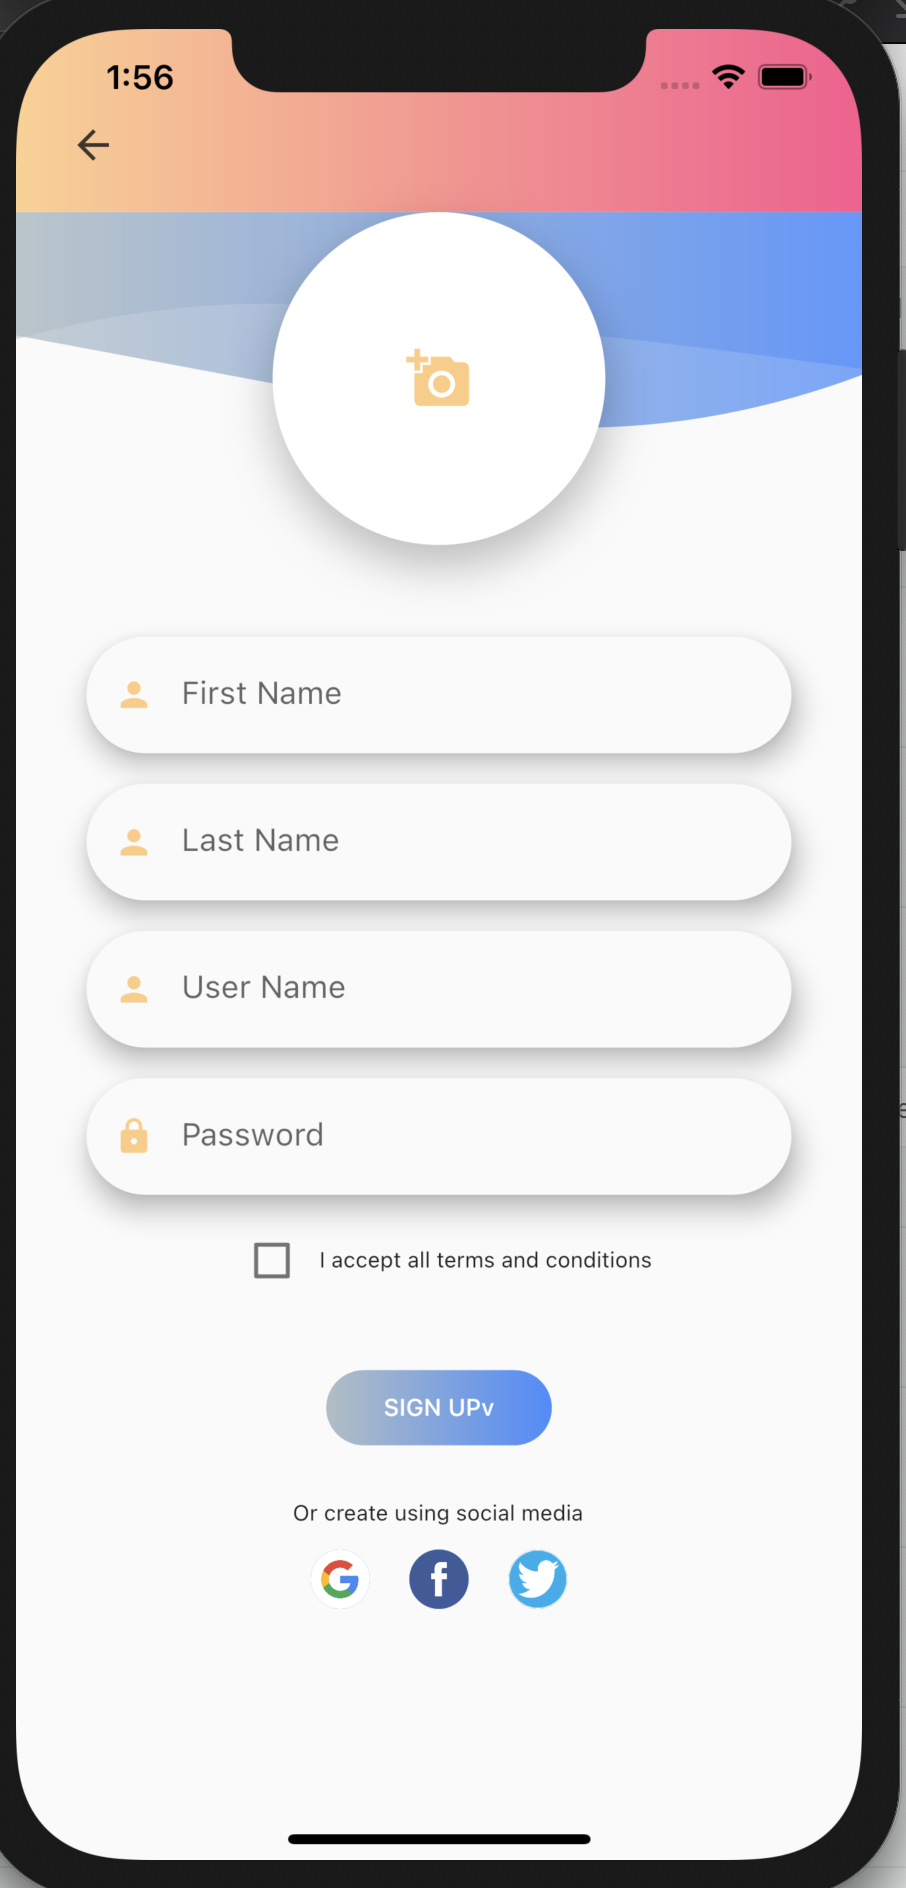 1:56
First Name
Last Name
User Name
Password
I accept all terms and conditions
SIGN UPv
Or create using social media
G
f